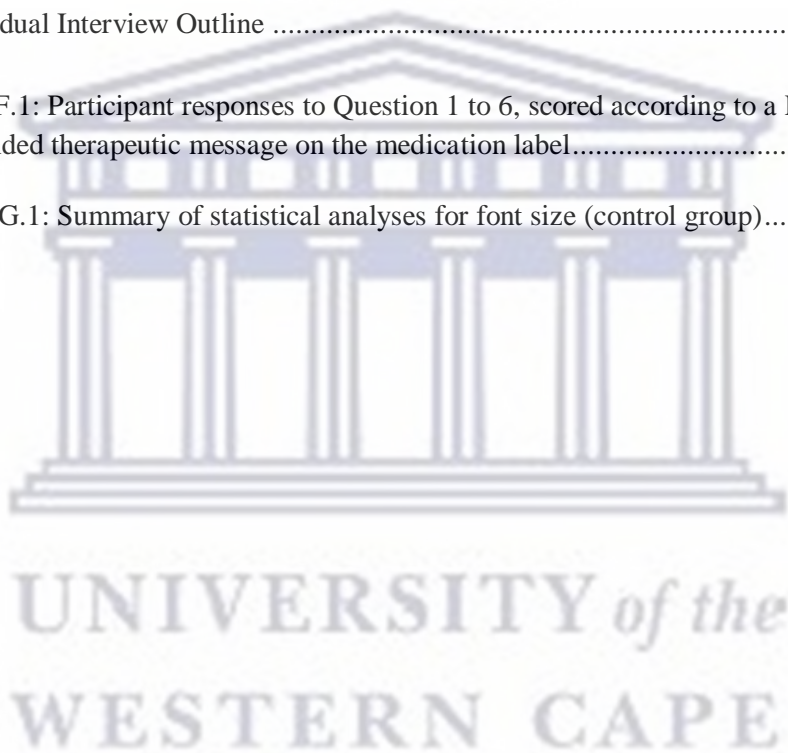 dual Interview Outline ....................................................................
F.1: Participant responses to Question 1 to 6, scored according to a
ded therapeutic message on the medication label............................
G.1: Summary of statistical analyses for font size (control group)...
UNIVERSITY of the
WESTERN CAPE